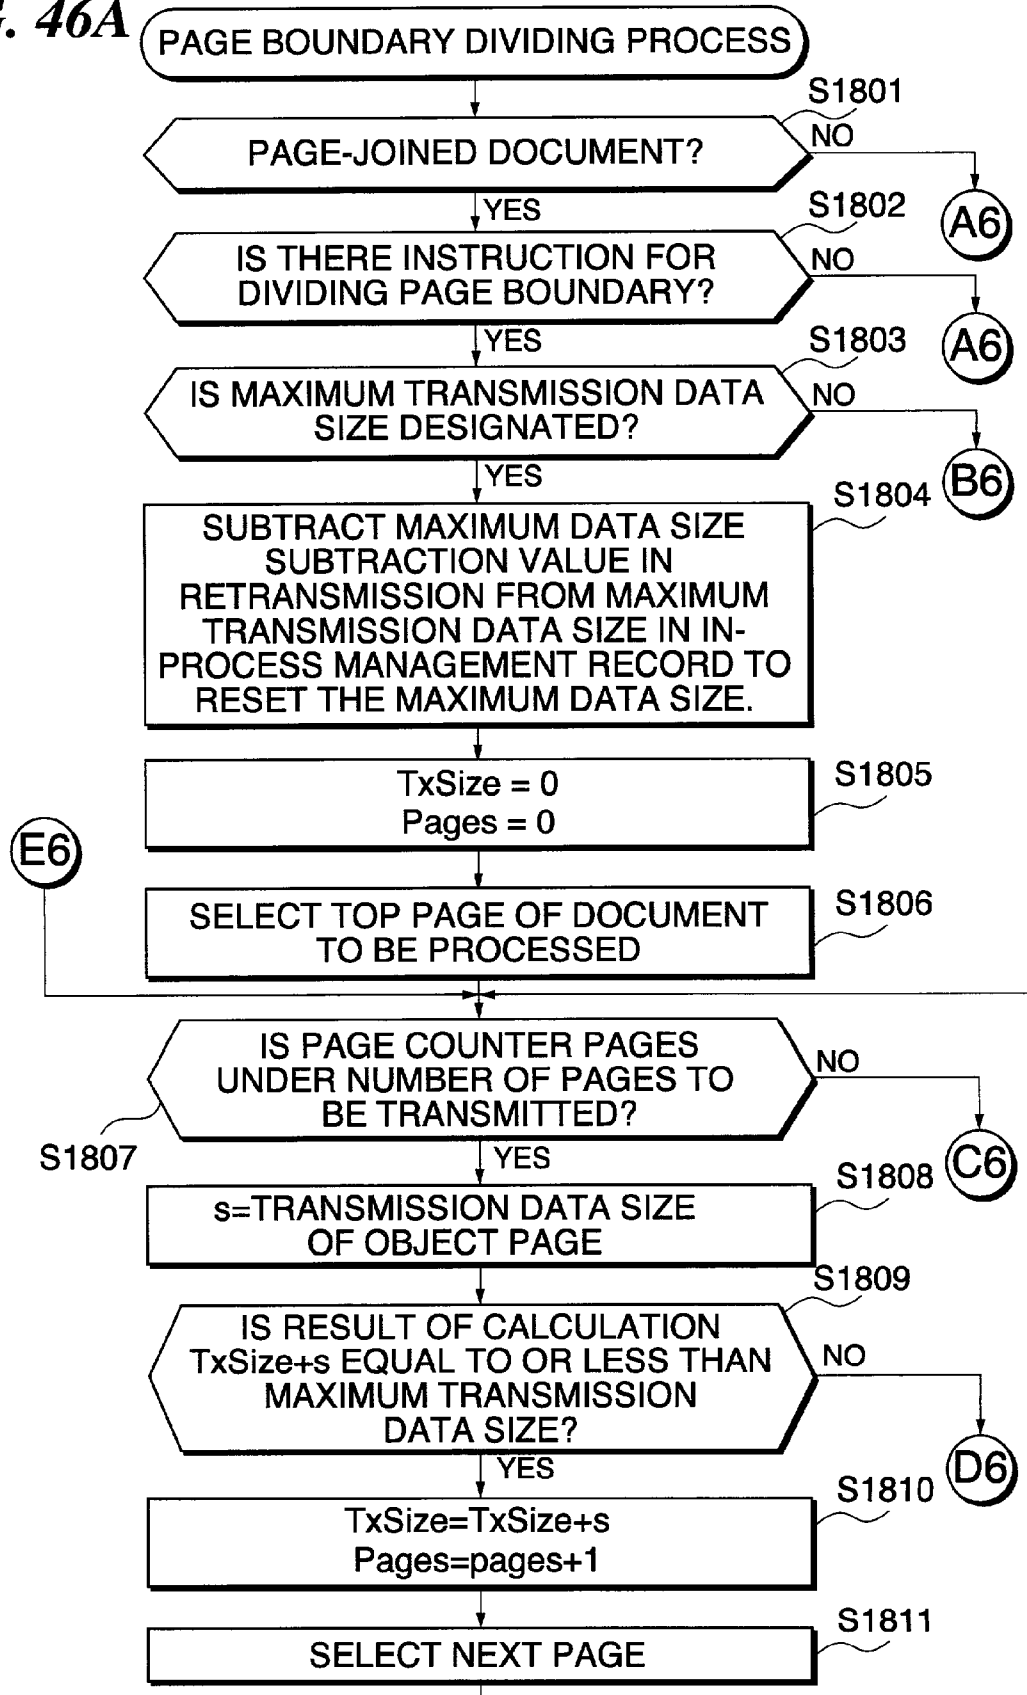 G. 46A
PAGE BOUNDARY DIVIDING PROCESS
S1801
PAGE-JOINED DOCUMENT?
NO
A6
YES
S1802
IS THERE INSTRUCTION FOR
DIVIDING PAGE BOUNDARY?
NO
A6
YES
S1803
IS MAXIMUM TRANSMISSION DATA
SIZE DESIGNATED?
NO
B6
YES
S1804
SUBTRACT MAXIMUM DATA SIZE
SUBTRACTION VALUE IN
RETRANSMISSION FROM MAXIMUM
TRANSMISSION DATA SIZE IN IN-
PROCESS MANAGEMENT RECORD TO
RESET THE MAXIMUM DATA SIZE.
S1805
TxSize = 0
Pages = 0
E6
S1806
SELECT TOP PAGE OF DOCUMENT
TO BE PROCESSED
IS PAGE COUNTER PAGES
UNDER NUMBER OF PAGES TO
BE TRANSMITTED?
NO
S1807
C6
YES
S1808
s=TRANSMISSION DATA SIZE
OF OBJECT PAGE
S1809
IS RESULT OF CALCULATION
TxSize+s EQUAL TO OR LESS THAN
MAXIMUM TRANSMISSION
DATA SIZE?
NO
D6
YES
S1810
TxSize=TxSize+s
Pages=pages+1
S1811
SELECT NEXT PAGE